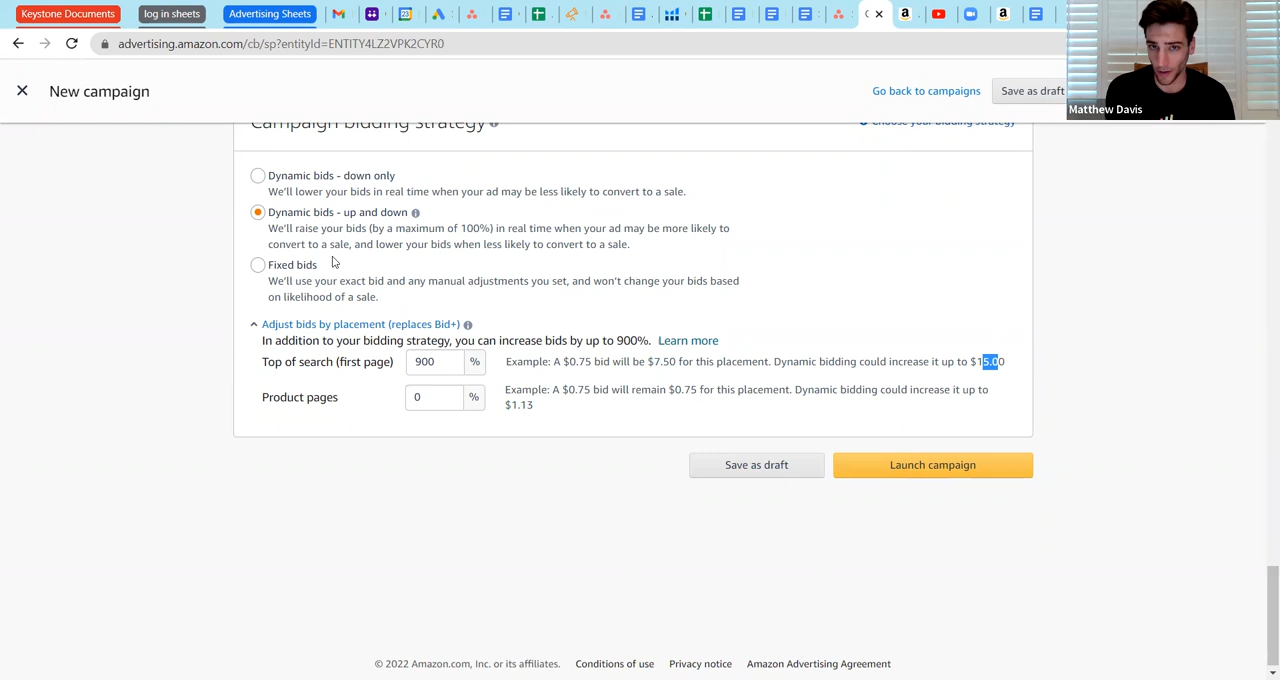 Keystone Documents log in sheets Advertising Sheets
advertising.amazon.com/cb/sp?entityId=ENTITY4LZ2VPK2CYR0
New campaign
Go back to campaigns
Save as draft
Matthew Davis
Campaign bidding strategy
Choose your bidding strategy
Dynamic bids - down only
We'll lower your bids in real time when your ad may be less likely to convert to a sale.
Dynamic bids - up and down
We'll raise your bids (by a maximum of 100%) in real time when your ad may be more likely to
convert to a sale, and lower your bids when less likely to convert to a sale.
Fixed bids
We'll use your exact bid and any manual adjustments you set, and won't change your bids based
on likelihood of a sale.
Adjust bids by placement (replaces Bid+)
In addition to your bidding strategy, you can increase bids by up to 900%. Learn more
Top of search (first page) 900 % Example: A $0.75 bid will be $7.50 for this placement. Dynamic bidding could increase it up to $15.00
Product pages 0 % Example: A $0.75 bid will remain $0.75 for this placement. Dynamic bidding could increase it up to
$1.13
Save as draft Launch campaign
© 2022 Amazon.com, Inc. or its affiliates. Conditions of use Privacy notice Amazon Advertising Agreement